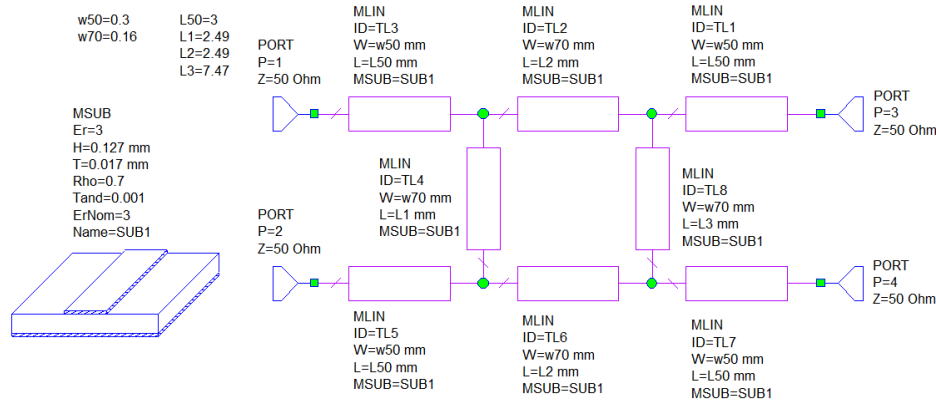 w50=0.3
w70=0.16
L50=3
L1=2.49
L2=2.49
L3=7.47
MSUB
Er=3
H=0.127 mm
T=0.017 mm
Rho=0.7
Tand=0.001
ErNom=3
Name=SUB1
PORT
P=1
Z=50 Ohm
MLIN
ID=TL3
W=w50 mm
L=L50 mm
MSUB=SUB1
MLIN
ID=TL2
W=w70 mm
L=L2 mm
MSUB=SUB1
MLIN
ID=TL1
W=w50 mm
L=L50 mm
MSUB=SUB1
PORT
P=3
Z=50 Ohm
MLIN
ID=TL4
W=w70 mm
L=L1 mm
MSUB=SUB1
MLIN
ID=TL8
W=w70 mm
L=L3 mm
MSUB=SUB1
PORT
P=2
Z=50 Ohm
MLIN
ID=TL5
W=w50 mm
L=L50 mm
MSUB=SUB1
MLIN
ID=TL6
W=w70 mm
L=L2 mm
MSUB=SUB1
MLIN
ID=TL7
W=w50 mm
L=L50 mm
MSUB=SUB1
PORT
P=4
Z=50 Ohm